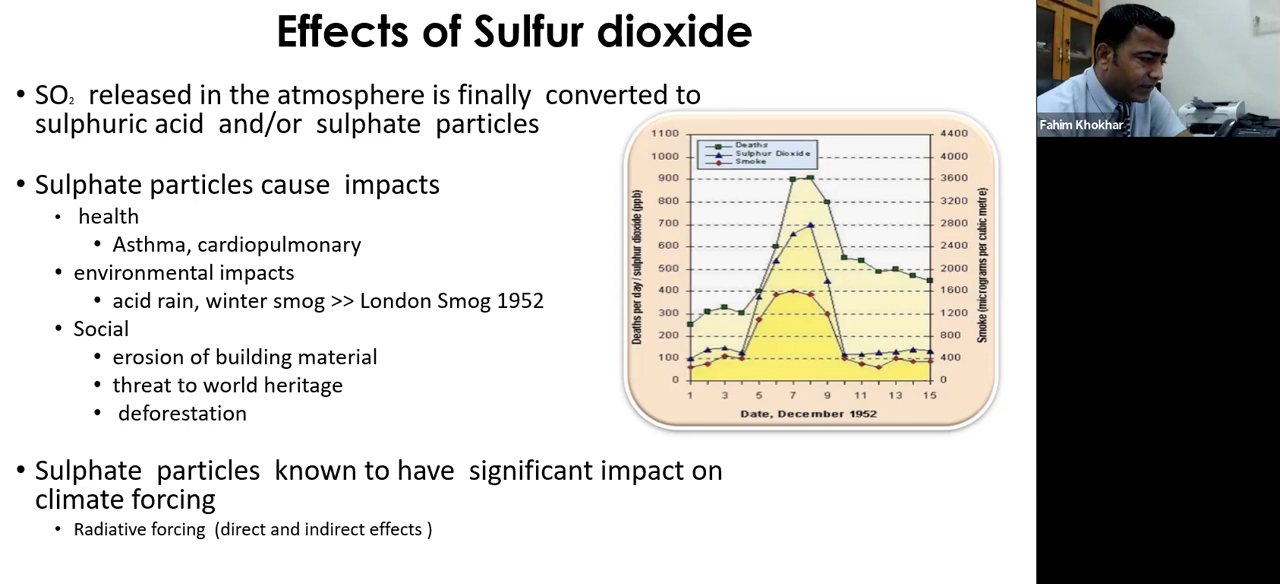 Effects of Sulfur dioxide
• SO₂ released in the atmosphere is finally converted to
sulphuric acid and/or sulphate particles
• Sulphate particles cause impacts
• health
• Asthma, cardiopulmonary
• environmental impacts
• acid rain, winter smog >> London Smog 1952
• Social
• erosion of building material
• threat to world heritage
• deforestation
• Sulphate particles known to have significant impact on
climate forcing
• Radiative forcing (direct and indirect effects )
Deaths per day / sulphur dioxide (ppb)
1100
1000
900
800
700
600
500
400
300
200
100
0
Deaths
Sulphur Dioxide
Smoke
4400
4000
3600
3200
2800
2400
2000
1600
1200
800
400
0
Smoke (micrograms per cubic metre)
1 3 5 7 9 11 13 15
Date, December 1952
Fahim Khokhar